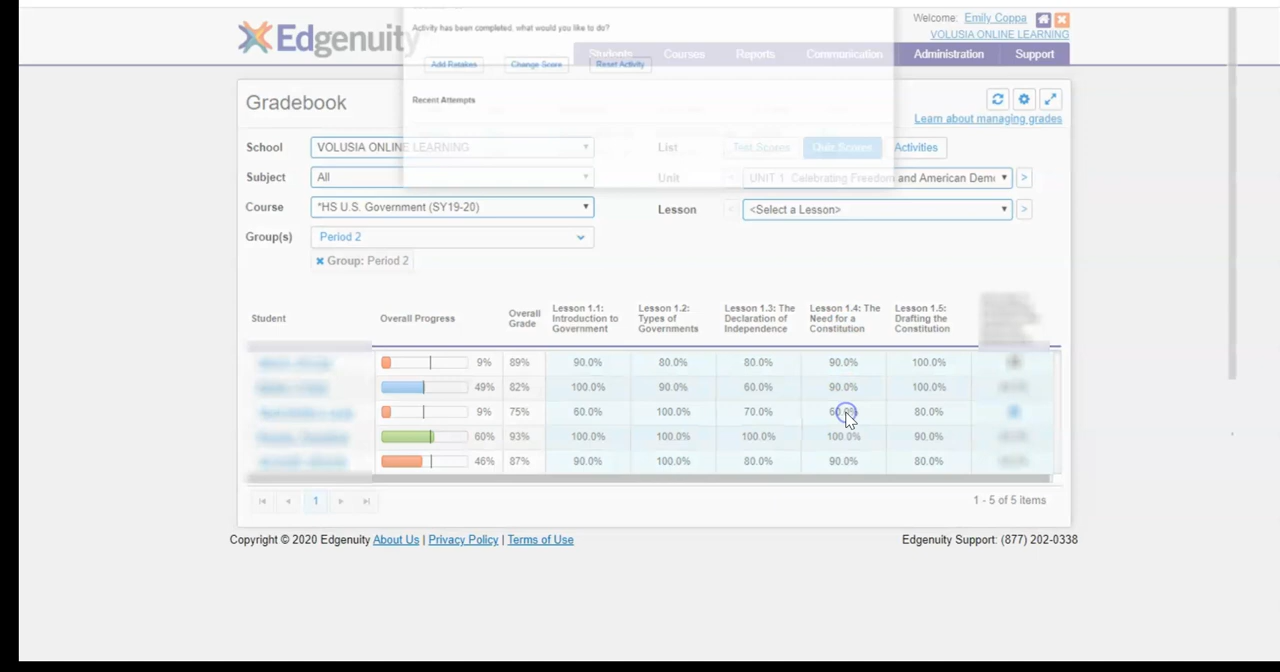 Activity has been completed, what would you like to do?
Welcome: Emily Coppa
VOLUSIA ONLINE LEARNING
Edgenuity
Students Courses Reports Communication Administration Support
Add Retakes Change Score Reset Activity
Recent Attempts
Gradebook
Learn about managing grades
School VOLUSIA ONLINE LEARNING List Test Scores Quiz Scores Activities
Subject All Unit < UNIT 1 Celebrating Freedom and American Dem >
Course *HS U.S. Government (SY19-20) Lesson < <Select a Lesson> >
Group(s) Period 2
Group: Period 2
Student Overall Progress Overall Grade Lesson 1.1: Introduction to Government Lesson 1.2: Types of Governments Lesson 1.3: The Declaration of Independence Lesson 1.4: The Need for a Constitution Lesson 1.5: Drafting the Constitution
9% 89% 90.0% 80.0% 80.0% 90.0% 100.0%
49% 82% 100.0% 90.0% 60.0% 90.0% 100.0%
9% 75% 60.0% 100.0% 70.0% 60.0% 80.0%
60% 93% 100.0% 100.0% 100.0% 100.0% 90.0%
46% 87% 90.0% 100.0% 80.0% 90.0% 80.0%
1 1 - 5 of 5 items
Copyright © 2020 Edgenuity About Us | Privacy Policy | Terms of Use Edgenuity Support: (877) 202-0338